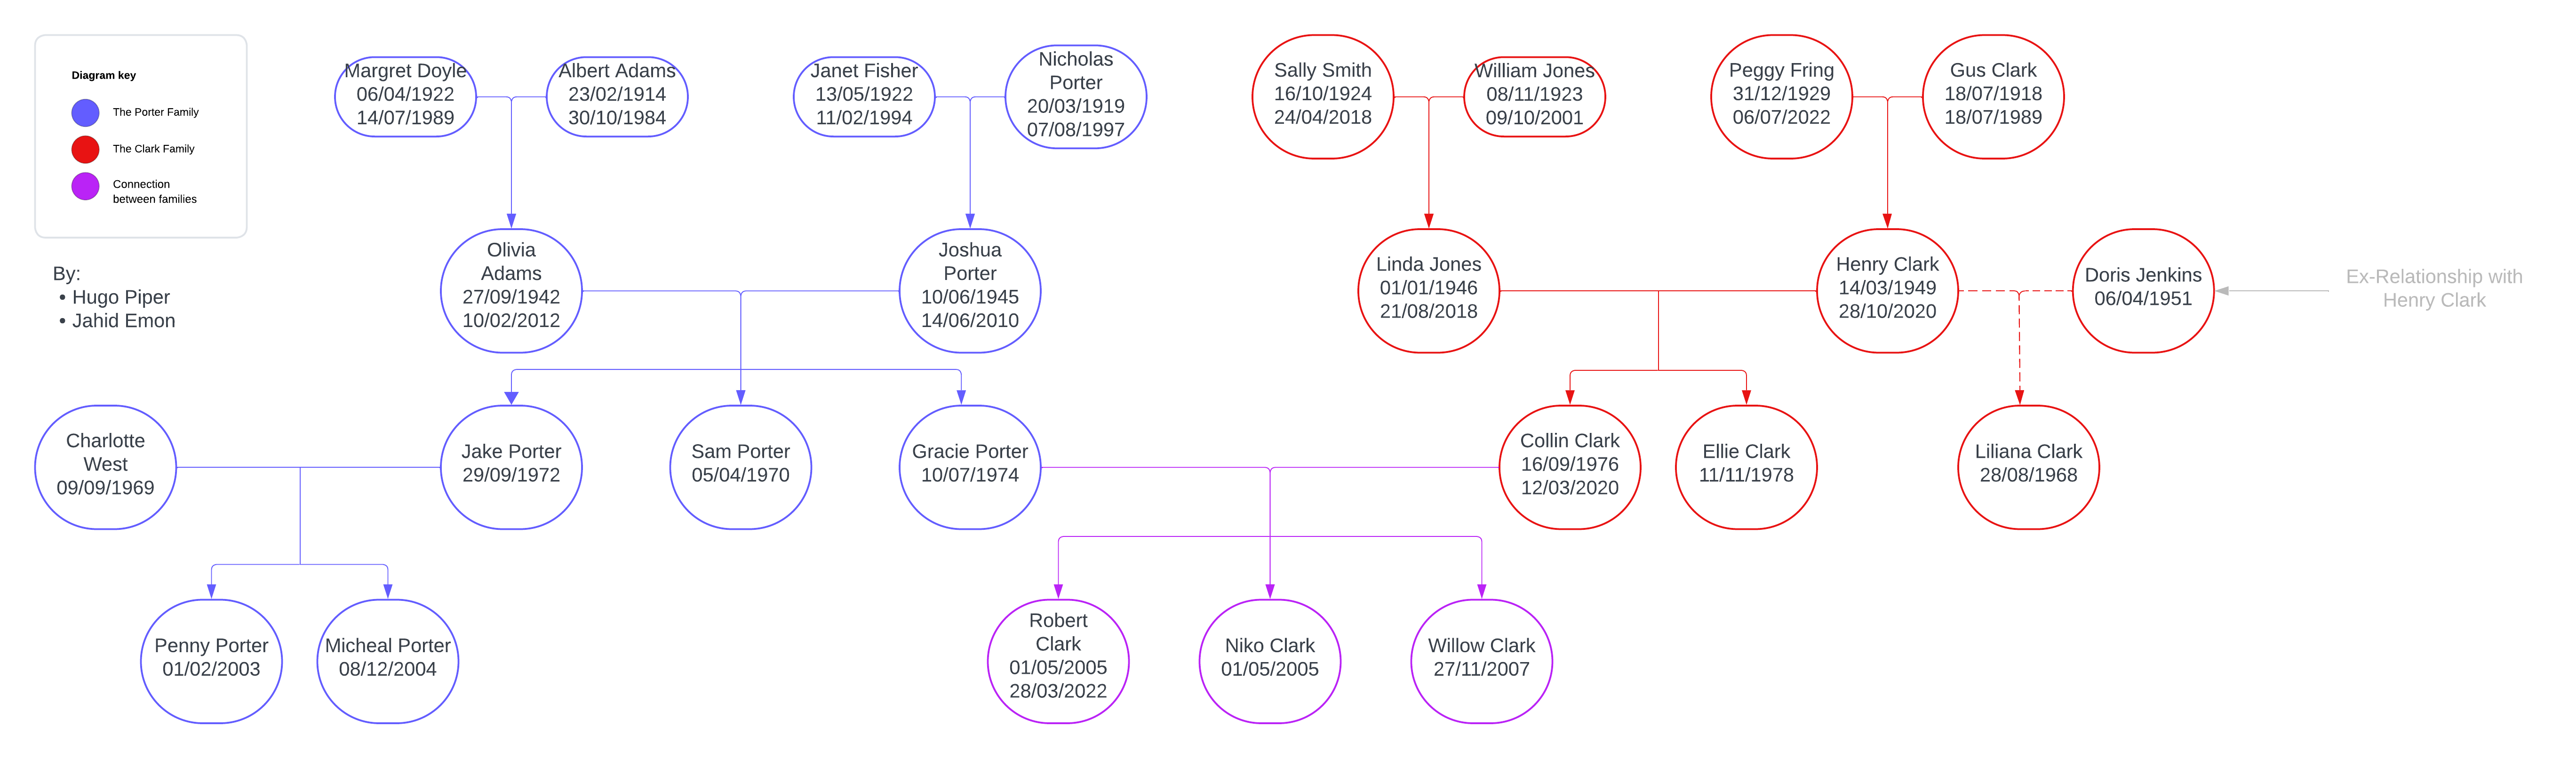 Diagram key
The Porter Family
The Clark Family
Connection
between families
By:
• Hugo Piper
• Jahid Emon
Margret Doyle
06/04/1922
14/07/1989
Albert Adams
23/02/1914
30/10/1984
Janet Fisher
13/05/1922
11/02/1994
Nicholas
Porter
20/03/1919
07/08/1997
Sally Smith
16/10/1924
24/04/2018
William Jones
08/11/1923
09/10/2001
Peggy Fring
31/12/1929
06/07/2022
Gus Clark
18/07/1918
18/07/1989
Olivia
Adams
27/09/1942
10/02/2012
Joshua
Porter
10/06/1945
14/06/2010
Linda Jones
01/01/1946
21/08/2018
Henry Clark
14/03/1949
28/10/2020
Doris Jenkins
06/04/1951
Ex-Relationship with
Henry Clark
Charlotte
West
09/09/1969
Jake Porter
29/09/1972
Sam Porter
05/04/1970
Gracie Porter
10/07/1974
Collin Clark
16/09/1976
12/03/2020
Ellie Clark
11/11/1978
Liliana Clark
28/08/1968
Penny Porter
01/02/2003
Micheal Porter
08/12/2004
Robert
Clark
01/05/2005
28/03/2022
Niko Clark
01/05/2005
Willow Clark
27/11/2007